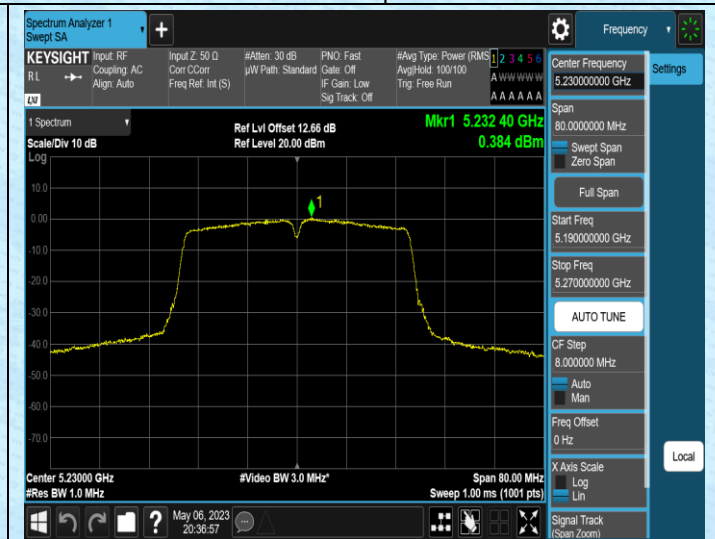 Spectrum Analyzer 1
Swept SA
Frequency
KEYSIGHT
RL
LXI
Input: RF
Coupling: AC
Align: Auto
Input Z: 50 Ω
Corr CCorr
Freq Ref: Int (S)
#Atten: 30 dB
µW Path: Standard
PNO: Fast
Gate: Off
IF Gain: Low
Sig Track: Off
#Avg Type: Power (RMS
Avg|Hold: 100/100
Trig: Free Run
1 2 3 4 5 6
A W W W W W
A A A A A A
Settings
1 Spectrum
Scale/Div 10 dB
Log
Ref Lvl Offset 12.66 dB
Ref Level 20.00 dBm
Mkr1 5.232 40 GHz
0.384 dBm
1
10.0
0.00
-10.0
-20.0
-30.0
-40.0
-50.0
-60.0
-70.0
Center 5.23000 GHz
#Res BW 1.0 MHz
#Video BW 3.0 MHz*
Span 80.00 MHz
Sweep 1.00 ms (1001 pts)
Center Frequency
5.230000000 GHz
Span
80.0000000 MHz
Swept Span
Zero Span
Full Span
Start Freq
5.190000000 GHz
Stop Freq
5.270000000 GHz
AUTO TUNE
CF Step
8.000000 MHz
Auto
Man
Freq Offset
0 Hz
X Axis Scale
Log
Lin
Signal Track
(Span Zoom)
Local
?
May 06, 2023
20:36:57